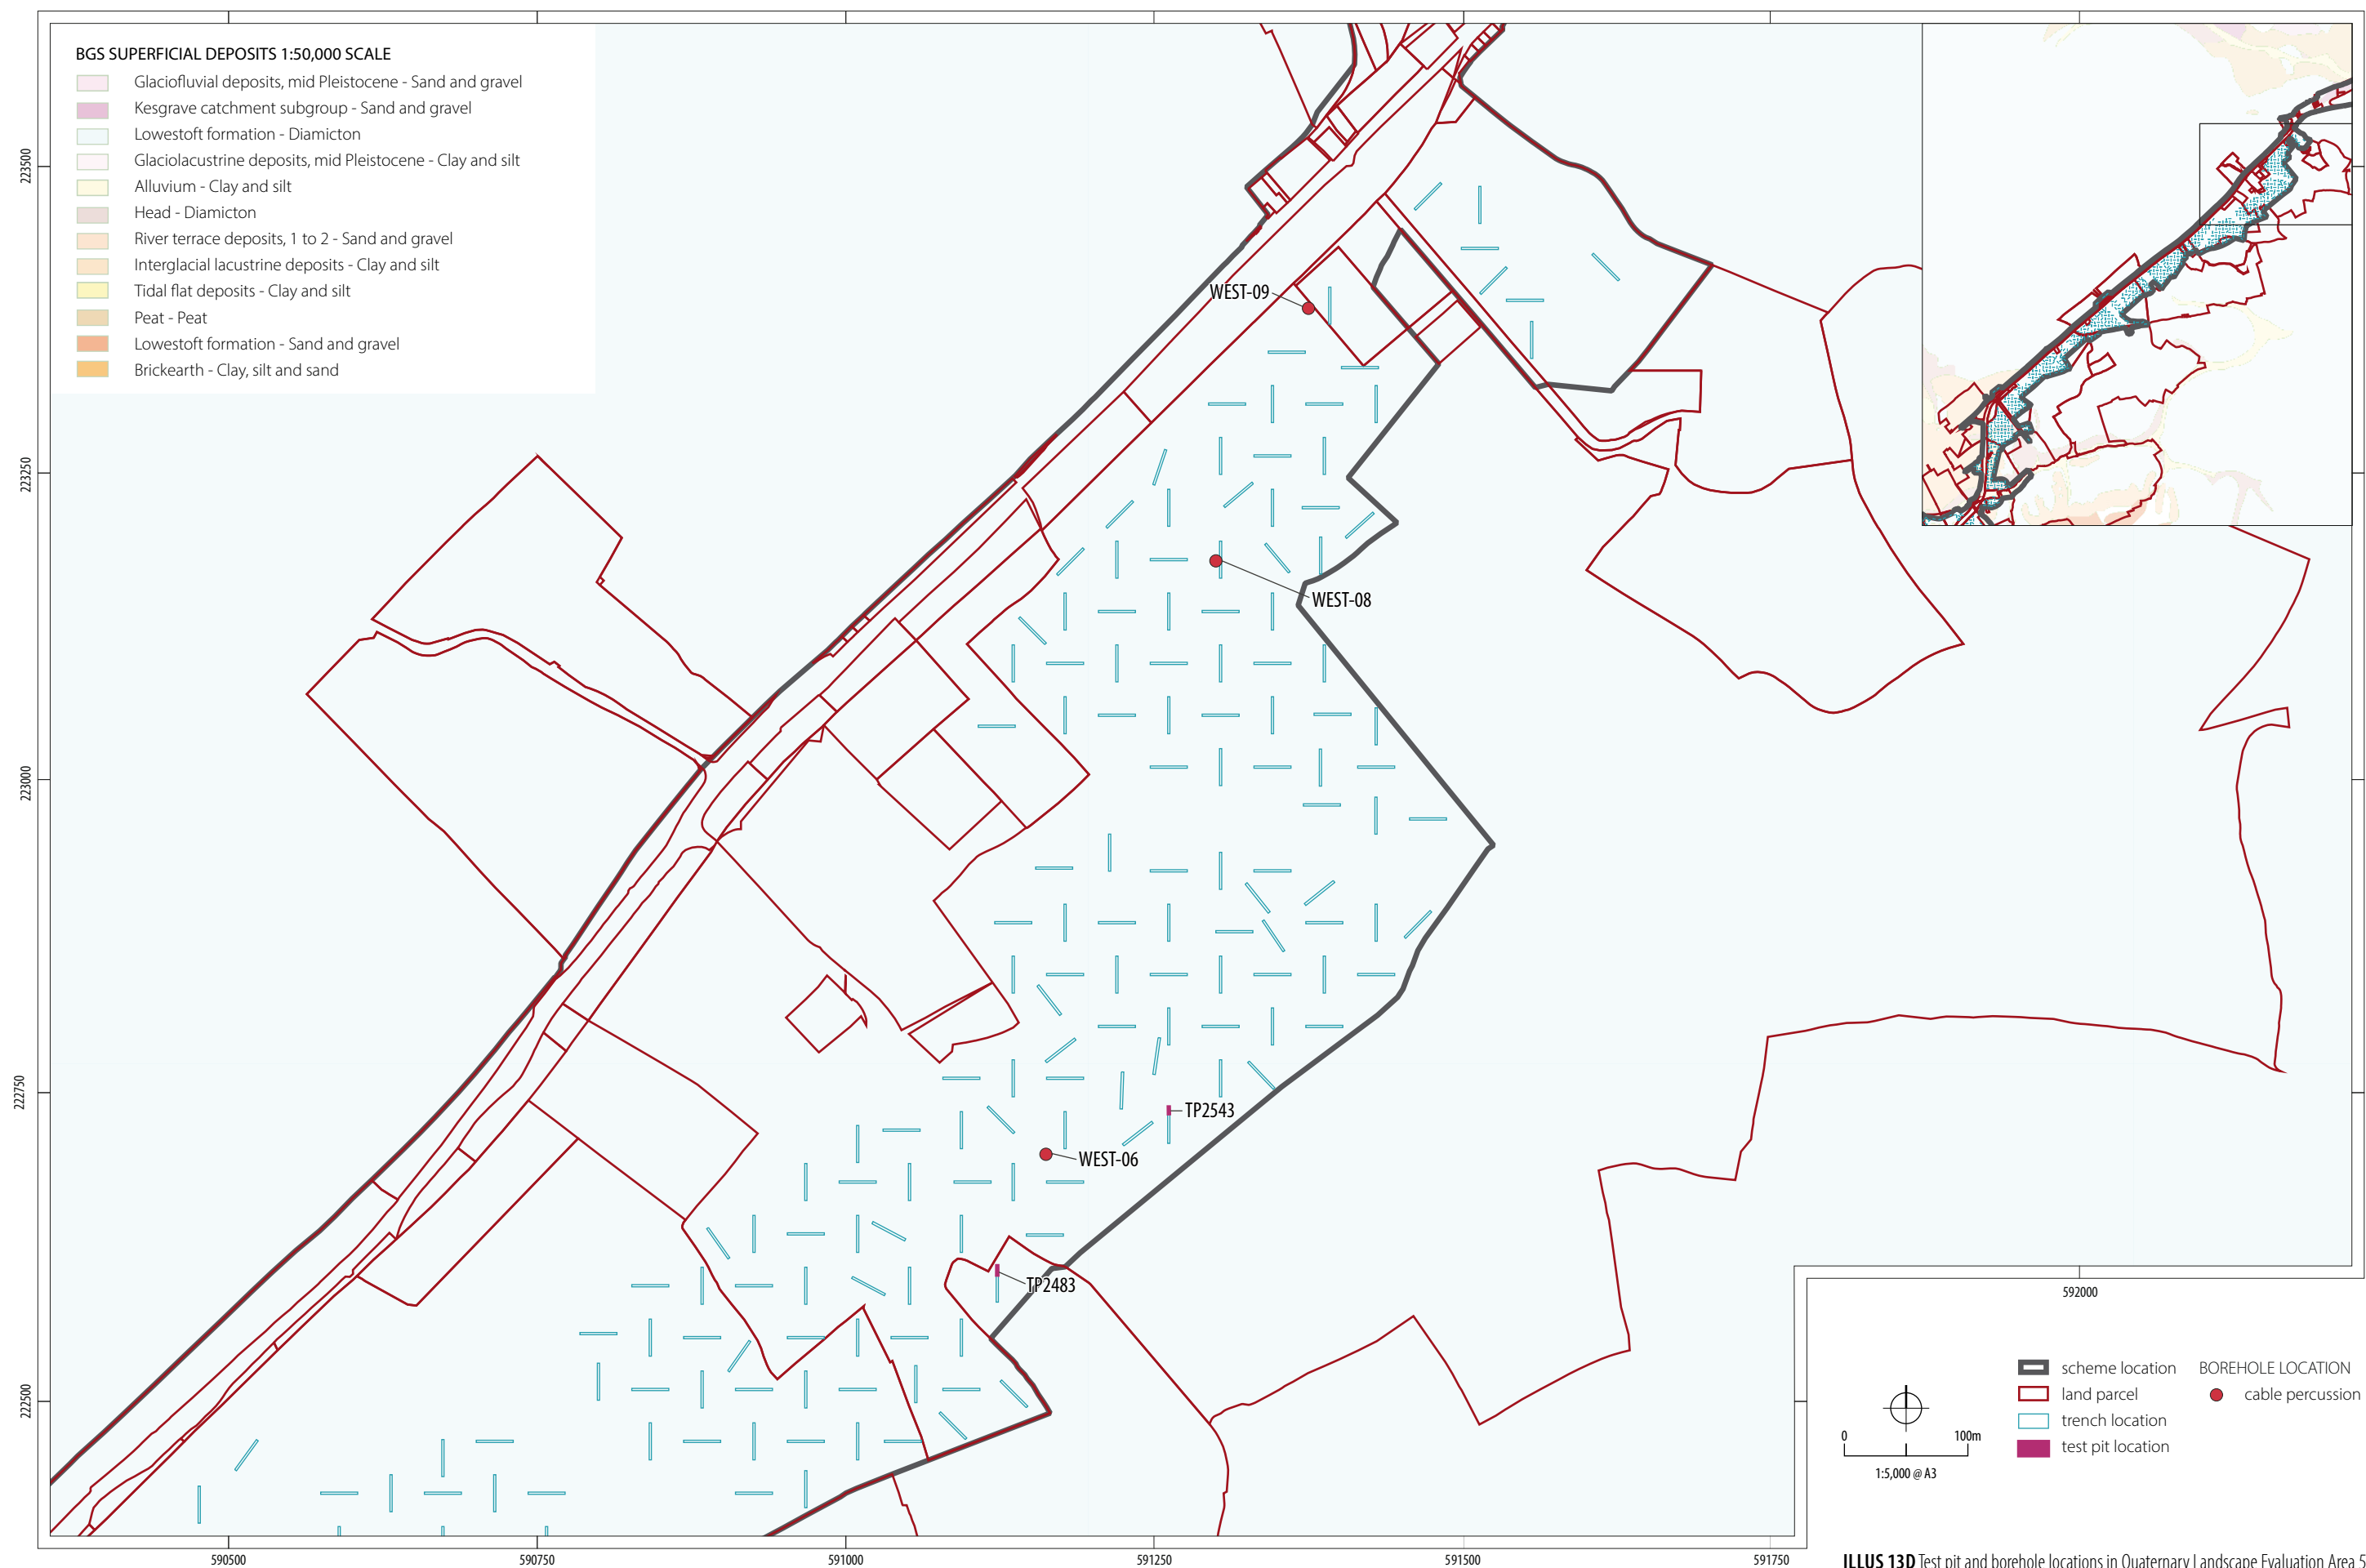 BGS SUPERFICIAL DEPOSITS 1:50,000 SCALE
Glaciofluvial deposits, mid Pleistocene - Sand and gravel
Kesgrave catchment subgroup - Sand and gravel
Lowestoft formation - Diamicton
Glaciolacustrine deposits, mid Pleistocene - Clay and silt
Alluvium - Clay and silt
Head - Diamicton
River terrace deposits, 1 to 2 - Sand and gravel
Interglacial lacustrine deposits - Clay and silt
Tidal flat deposits - Clay and silt
Peat - Peat
Lowestoft formation - Sand and gravel
Brickearth - Clay, silt and sand
223500
223250
223000
222750
222500
WEST-09
WEST-08
TP2543
WEST-06
TP2483
592000
scheme location
land parcel
trench location
test pit location
BOREHOLE LOCATION
cable percussion
0 100m
1:5,000 @ A3
590500 590750 591000 591250 591500 591750
ILLUS 13D Test pit and borehole locations in Quaternary Landscape Evaluation Area 5